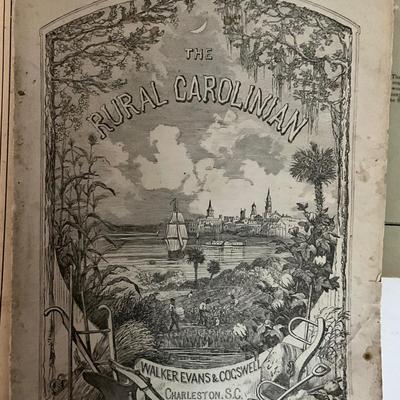 THE
RURAL CAROLINIAN
WALKER EVANS & COGSWELL
CHARLESTON, S.C.